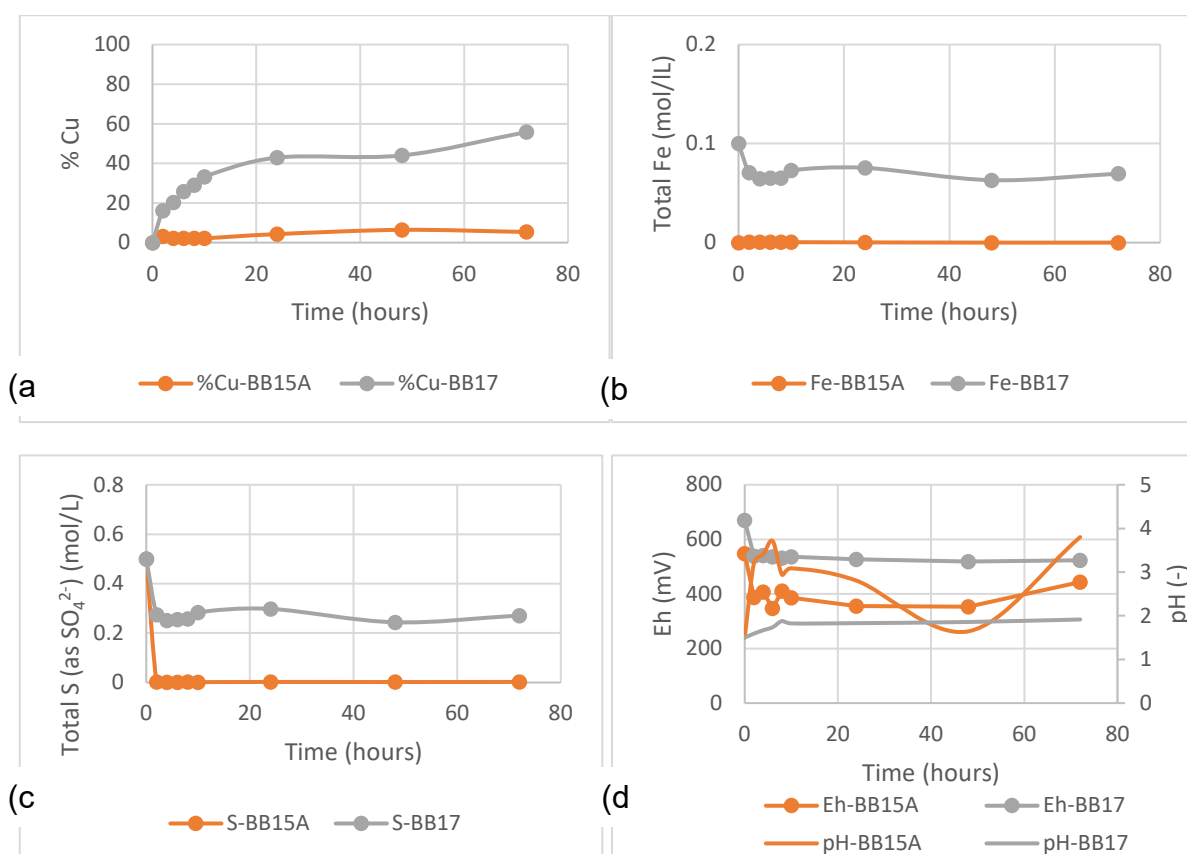 100
80
60
40
20
0
% Cu
0 20 40 60 80
Time (hours)
(a
%Cu-BB15A %Cu-BB17
0.2
0.1
0
Total Fe (mol/lL)
0 20 40 60 80
Time (hours)
(b
Fe-BB15A Fe-BB17
0.8
0.6
0.4
0.2
0
Total S (as SO₄²⁻) (mol/L)
0 20 40 60 80
Time (hours)
(c
S-BB15A S-BB17
800
600
400
200
0
Eh (mV)
5
4
3
2
1
0
pH (-)
0 20 40 60 80
Time (hours)
(d
Eh-BB15A Eh-BB17
pH-BB15A pH-BB17